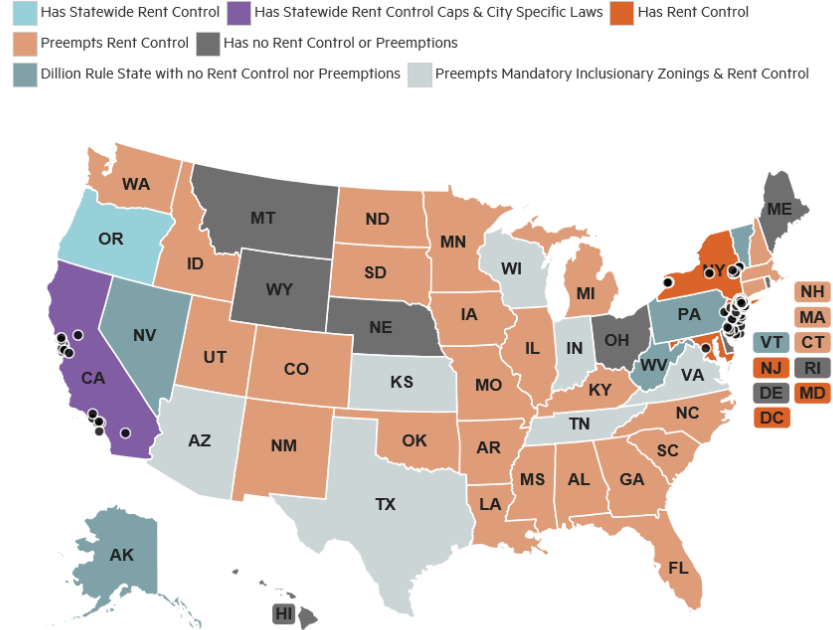 Has Statewide Rent Control Has Statewide Rent Control Caps & City Specific Laws Has Rent Control
Preempts Rent Control Has no Rent Control or Preemptions
Dillion Rule State with no Rent Control nor Preemptions Preempts Mandatory Inclusionary Zonings & Rent Control
WA
MT
ND
MN
ME
OR
ID
SD
WI
NY
MI
WY
IA
NH
NE
PA
MA
NV
UT
IL
IN
OH
VT
CT
CO
WV
NJ
RI
CA
KS
MO
KY
VA
DE
MD
AZ
NM
OK
AR
TN
NC
DC
SC
TX
LA
MS
AL
GA
AK
FL
HI